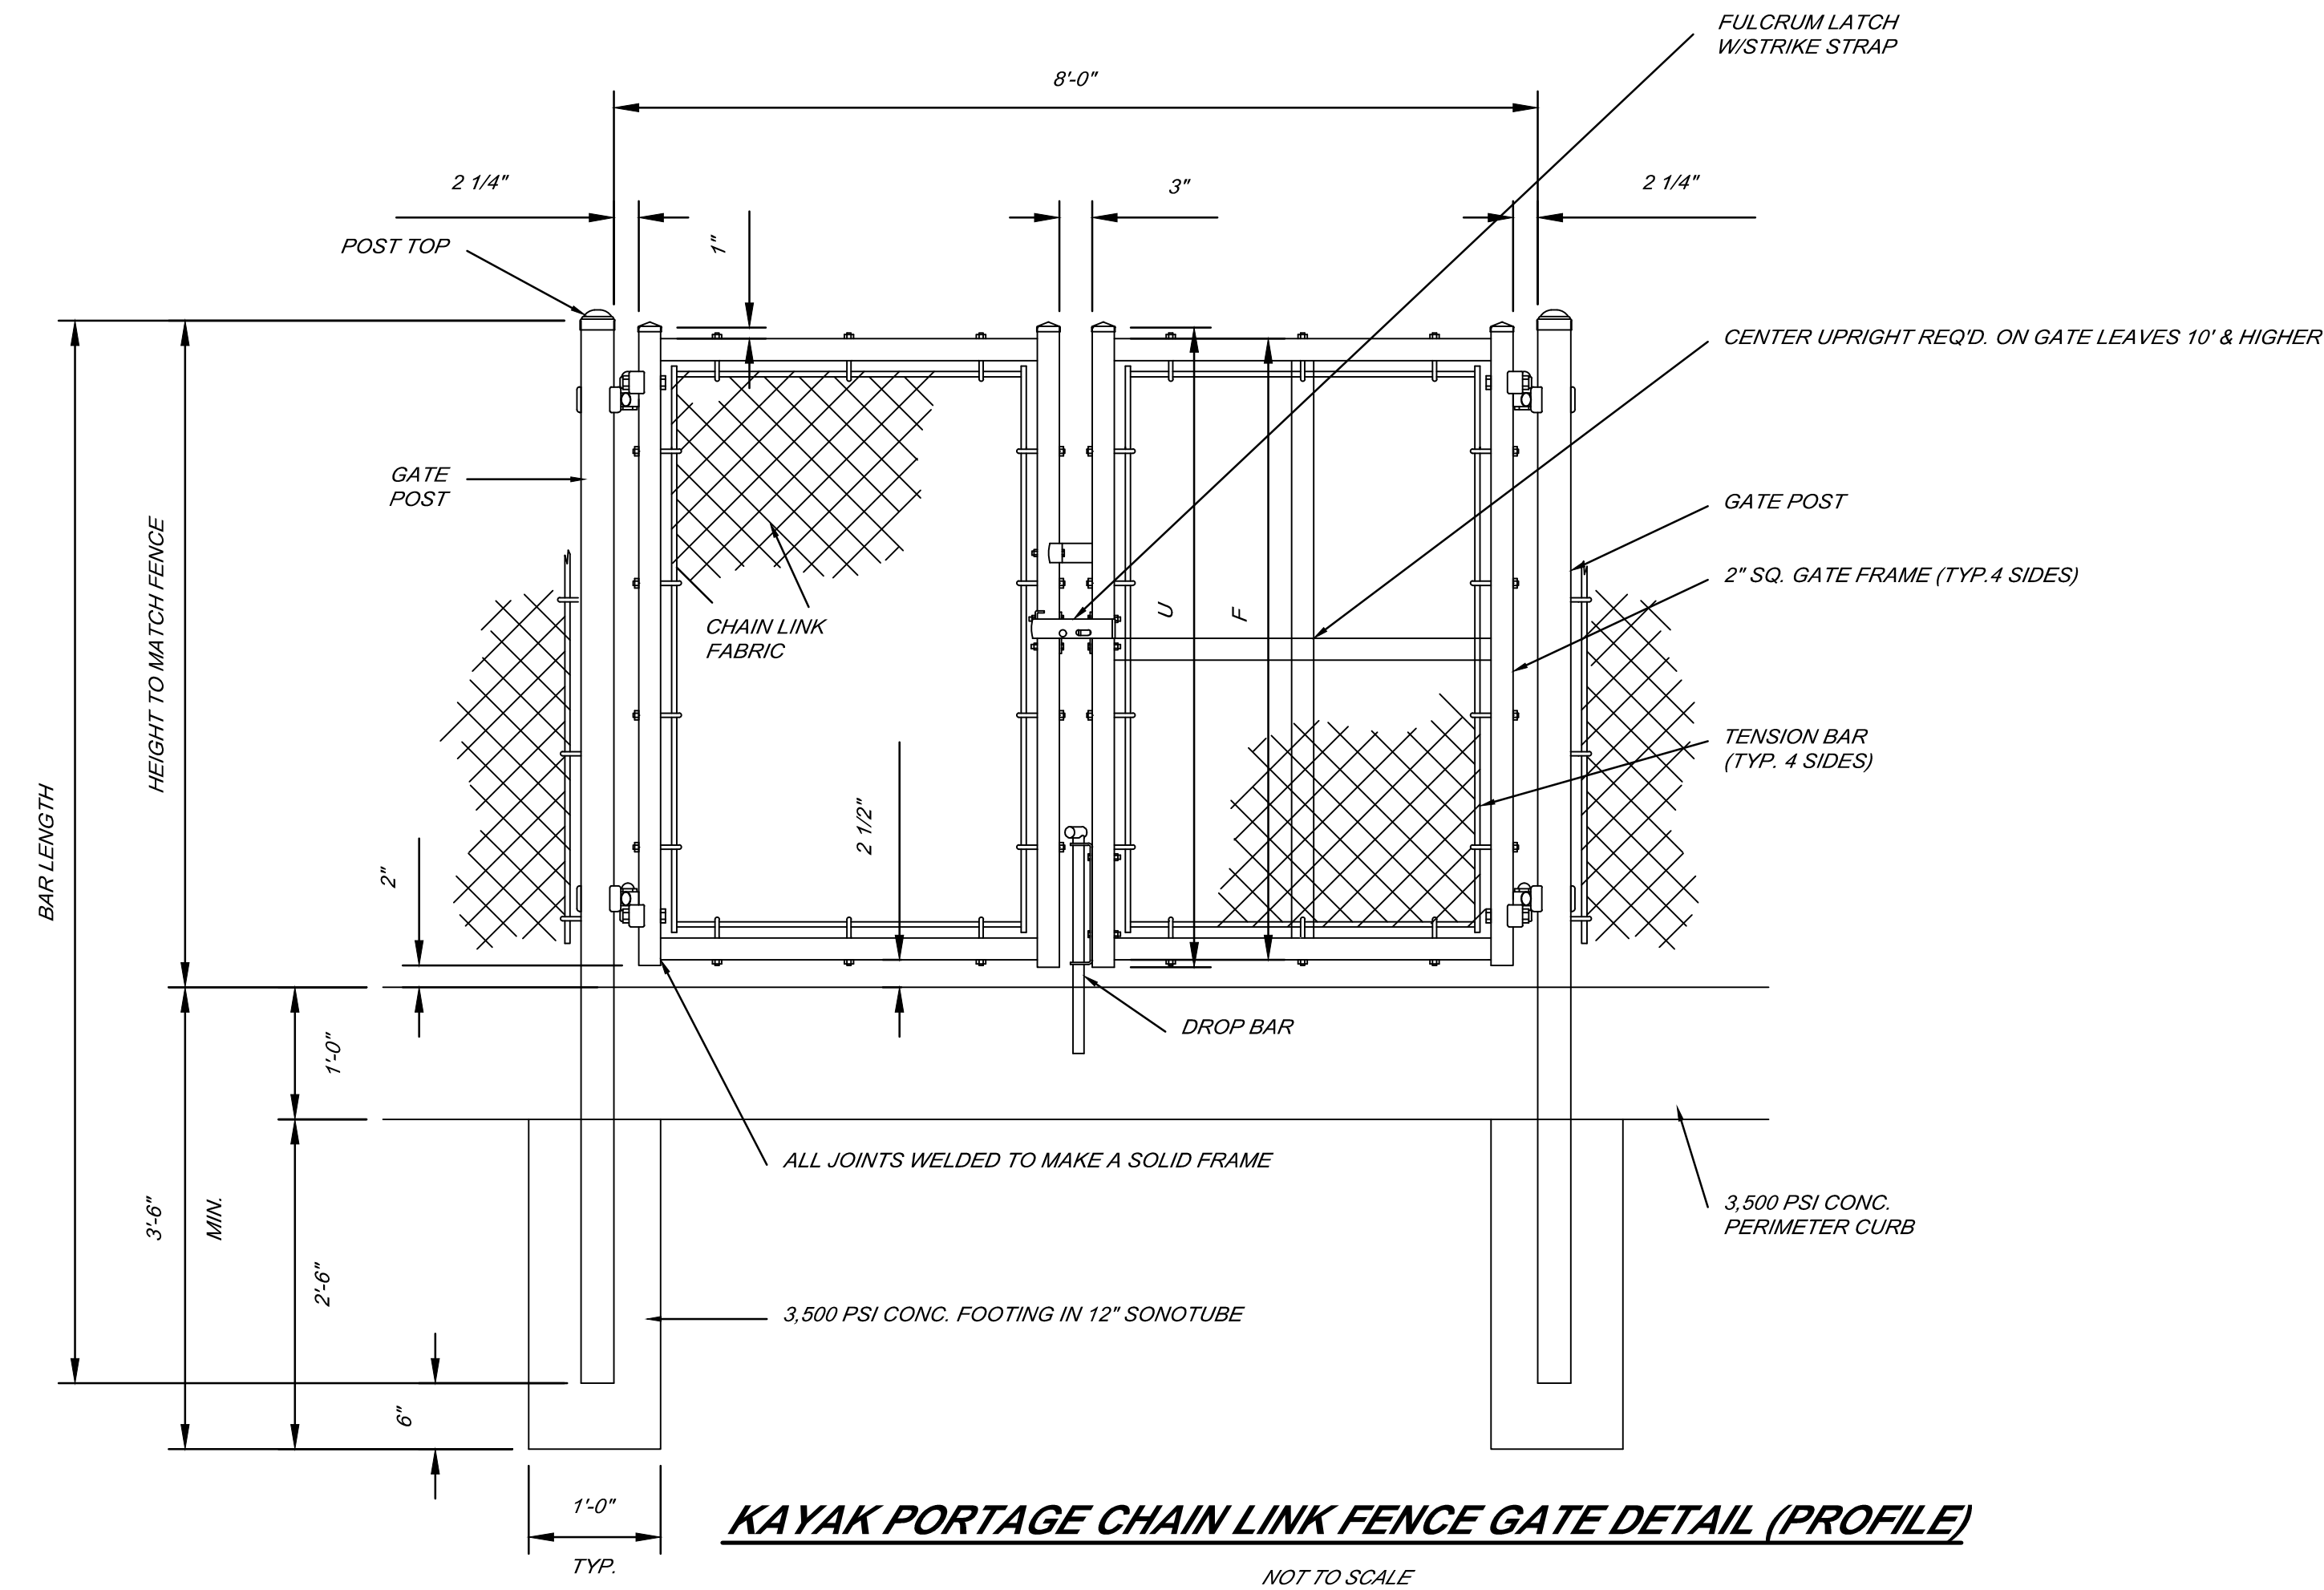 FULCRUM LATCH
W/STRIKE STRAP
8'-0"
2 1/4"
3"
2 1/4"
POST TOP
1"
CENTER UPRIGHT REQ'D. ON GATE LEAVES 10' & HIGHER
GATE
POST
GATE POST
HEIGHT TO MATCH FENCE
2" SQ. GATE FRAME (TYP.4 SIDES)
U
F
CHAIN LINK
FABRIC
TENSION BAR
(TYP. 4 SIDES)
BAR LENGTH
2 1/2"
2"
DROP BAR
1'-0"
ALL JOINTS WELDED TO MAKE A SOLID FRAME
3'-6"
MIN.
3,500 PSI CONC.
PERIMETER CURB
2'-6"
3,500 PSI CONC. FOOTING IN 12" SONOTUBE
6"
1'-0"
TYP.
KAYAK PORTAGE CHAIN LINK FENCE GATE DETAIL (PROFILE)
NOT TO SCALE